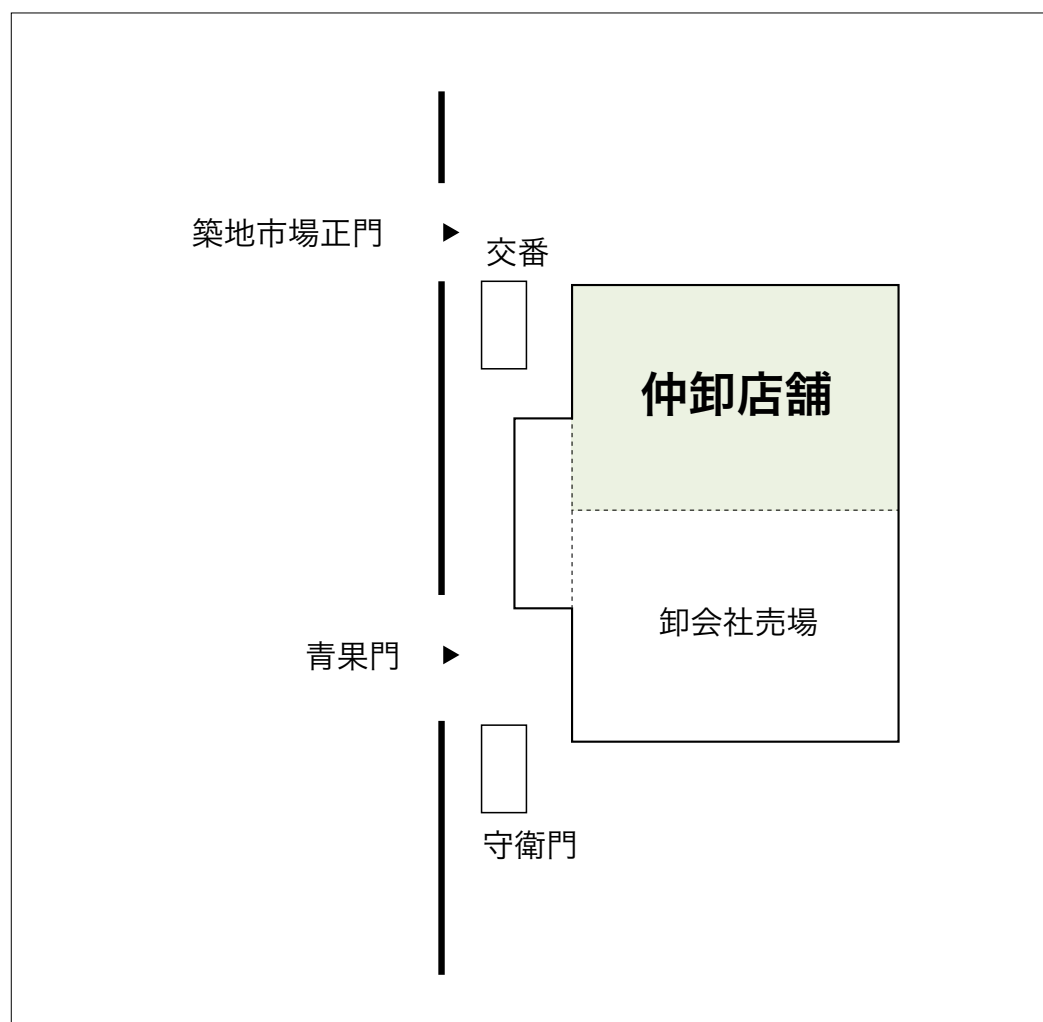 築地市場正門
交番
仲卸店舗
卸会社売場
青果門
守衛門